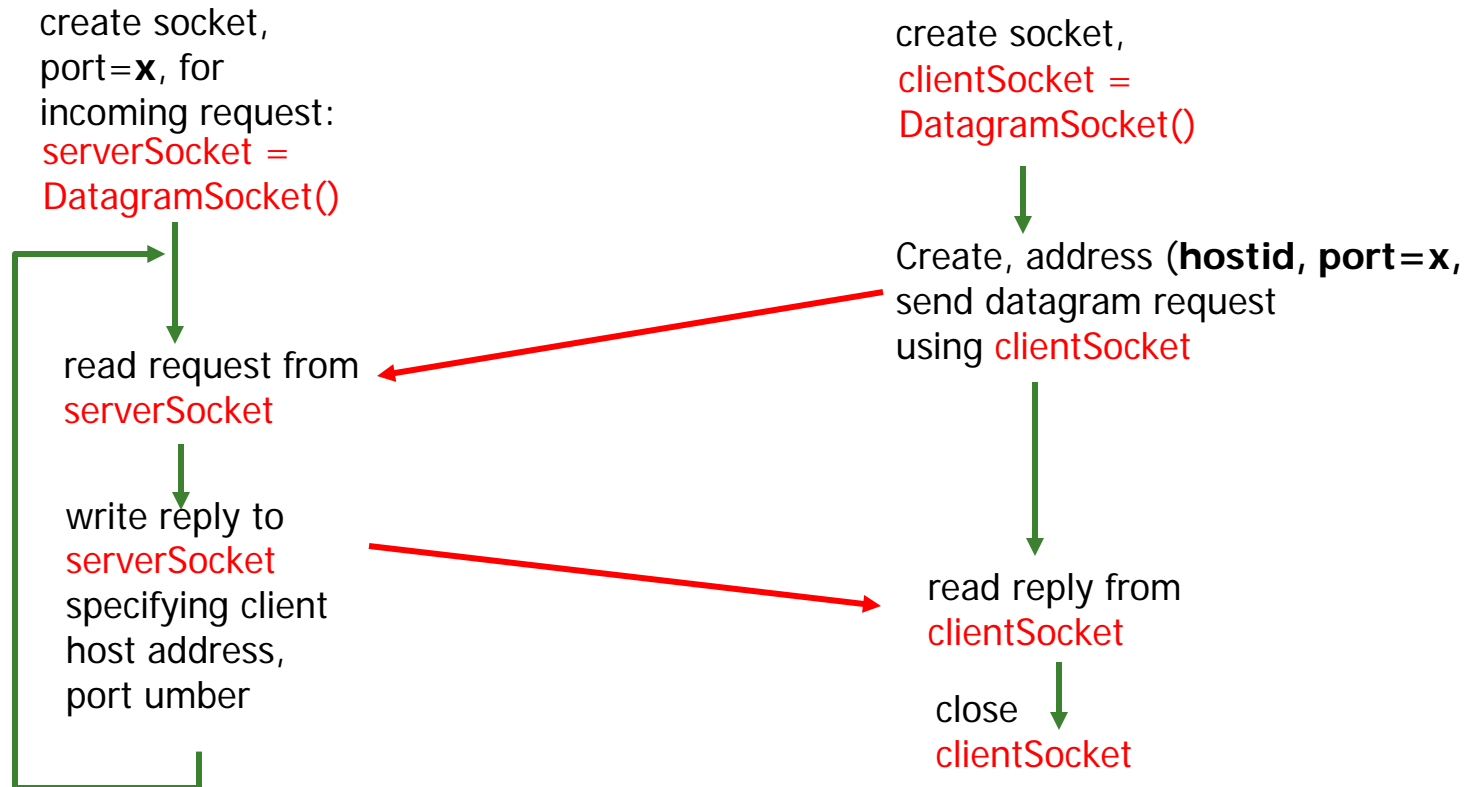 create socket,
port=x, for
incoming request:
serverSocket =
DatagramSocket()
read request from
serverSocket
write reply to
serverSocket
specifying client
host address,
port umber
create socket,
clientSocket =
DatagramSocket()
Create, address (hostid, port=x,
send datagram request
using clientSocket
read reply from
clientSocket
close
clientSocket